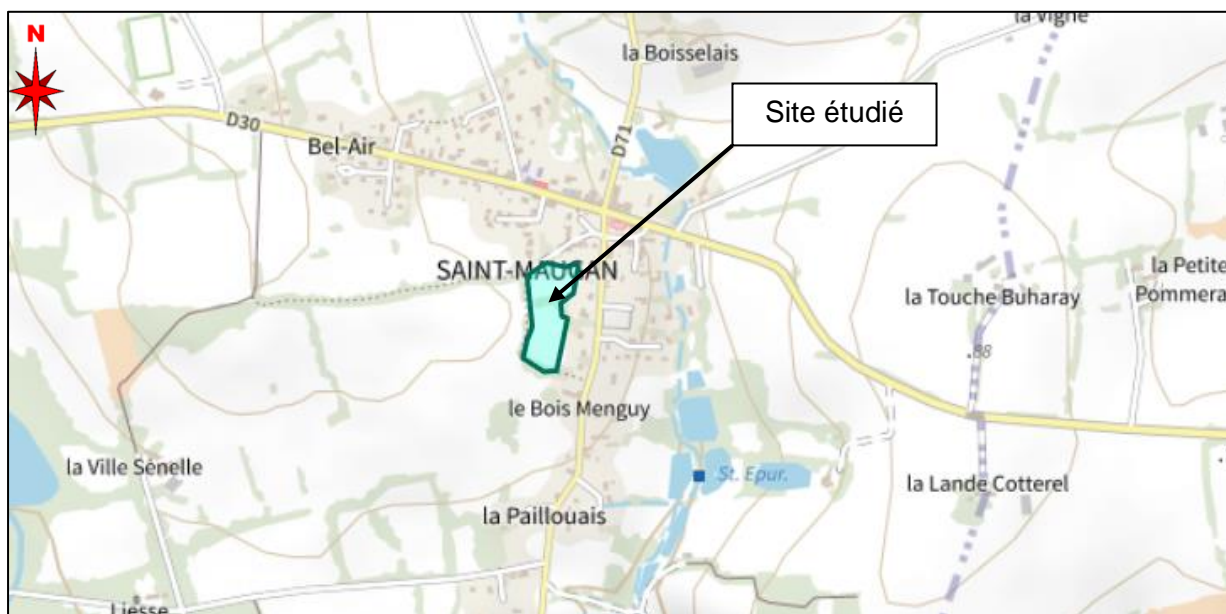 N
la Vigne
la Boisselais
Site étudié
D30
D71
Bel-Air
SAINT-MAUGAN
la Petite
Pommera
la Touche Buharay
88
le Bois Menguy
la Ville Sénelle
St. Epur.
la Lande Cotterel
la Paillouais
Liesse